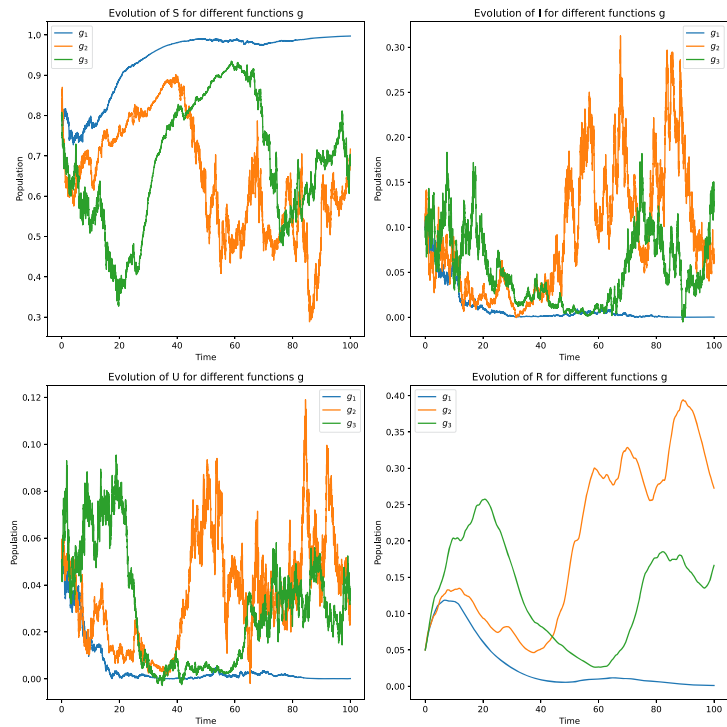 Evolution of S for different functions g
1,0
0,9
0,8
0,7
0,6
0,5
0,4
0,3
Population
g1
g2
g3
0
20
40
60
80
100
Time
Evolution of I for different functions g
0,30
0,25
0,20
0,15
0,10
0,05
0,00
Population
g1
g2
g3
0
20
40
60
80
100
Time
Evolution of U for different functions g
0,12
0,10
0,08
0,06
0,04
0,02
0,00
Population
g1
g2
g3
0
20
40
60
80
100
Time
Evolution of R for different functions g
0,40
0,35
0,30
0,25
0,20
0,15
0,10
0,05
0,00
Population
g1
g2
g3
0
20
40
60
80
100
Time